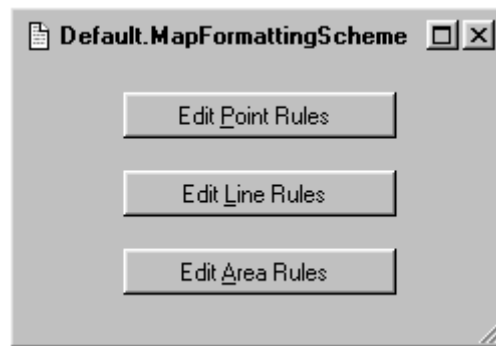 Default.MapFormattingScheme
Edit Point Rules
Edit Line Rules
Edit Area Rules